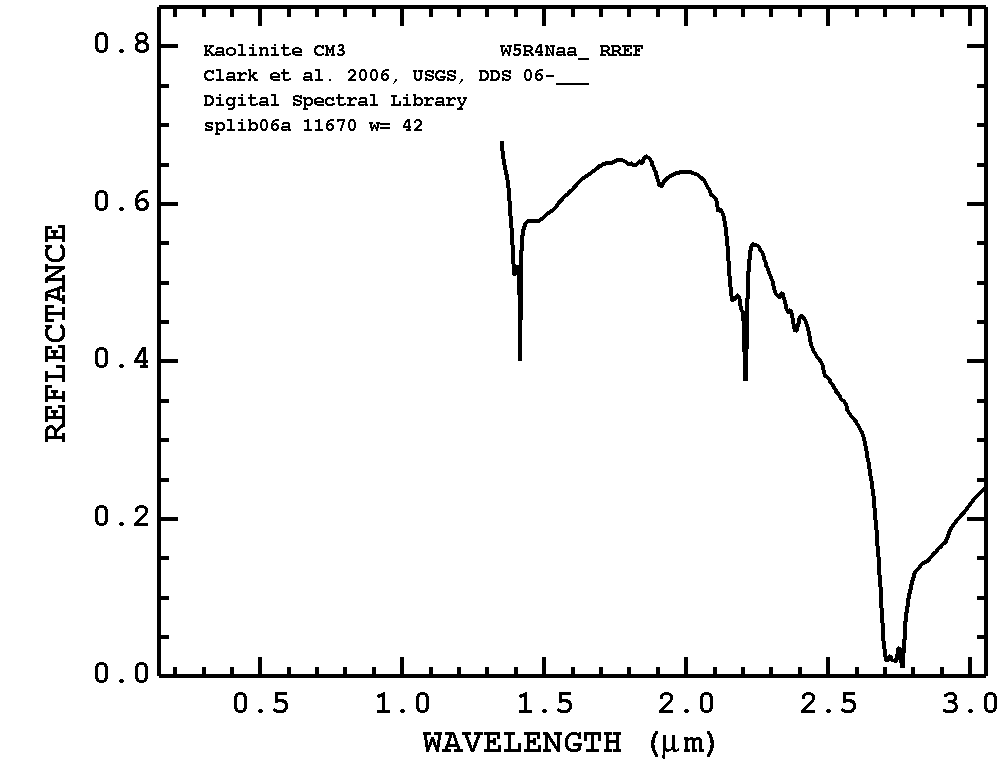 0.8
Kaolinite CM3 W5R4Naa_ RREF
Clark et al. 2006, USGS, DDS 06-___
Digital Spectral Library
splib06a 11670 w= 42
0.6
REFLECTANCE
0.4
0.2
0.0
0.5 1.0 1.5 2.0 2.5 3.0
WAVELENGTH (μm)